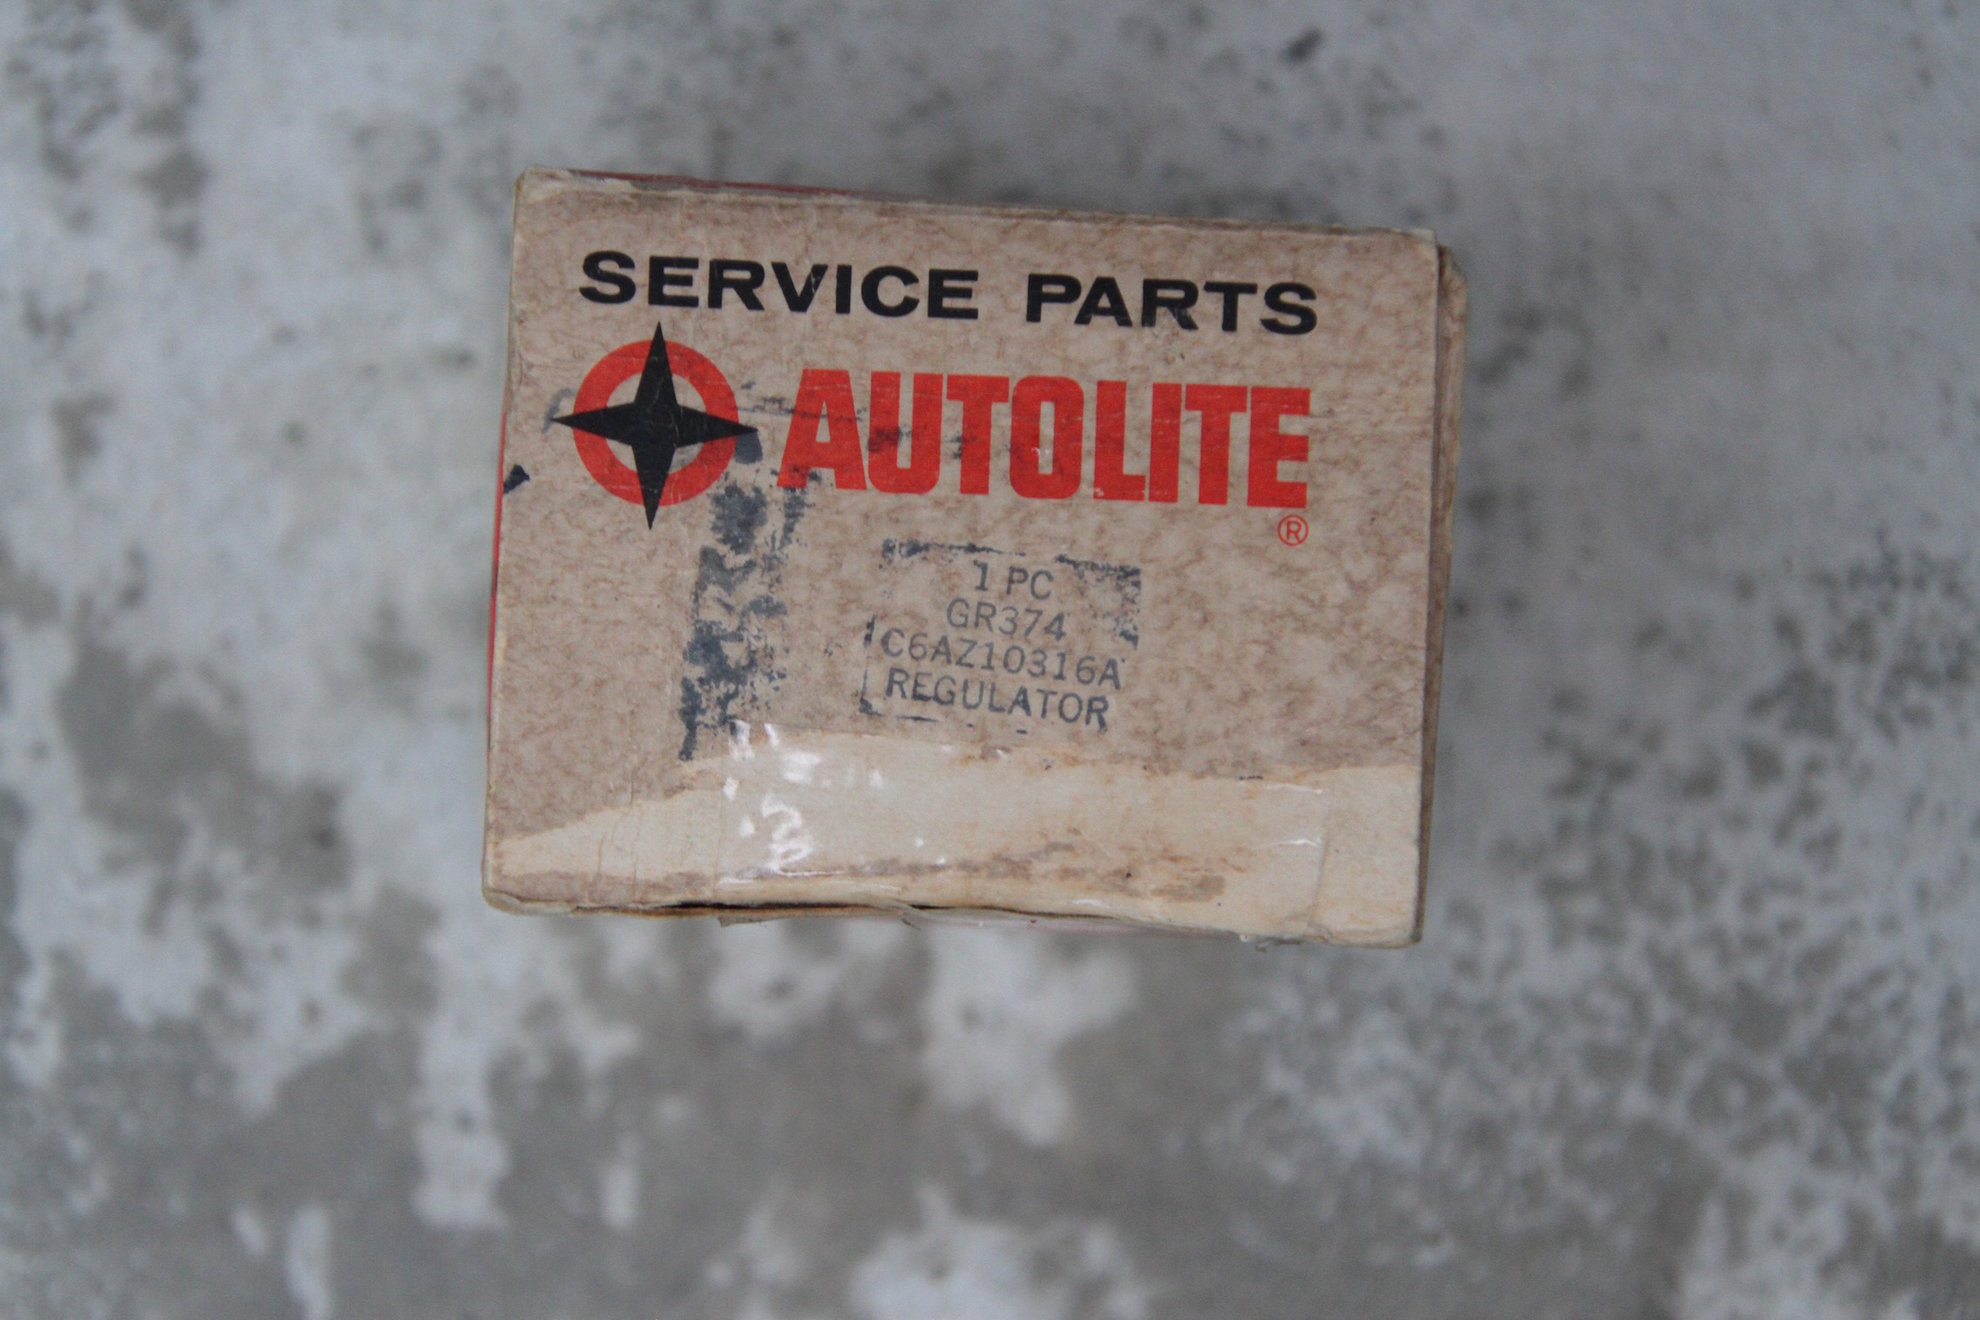 SERVICE PARTS
AUTOLITE
®
1 PC
GR374
C6AZ10316A
REGULATOR